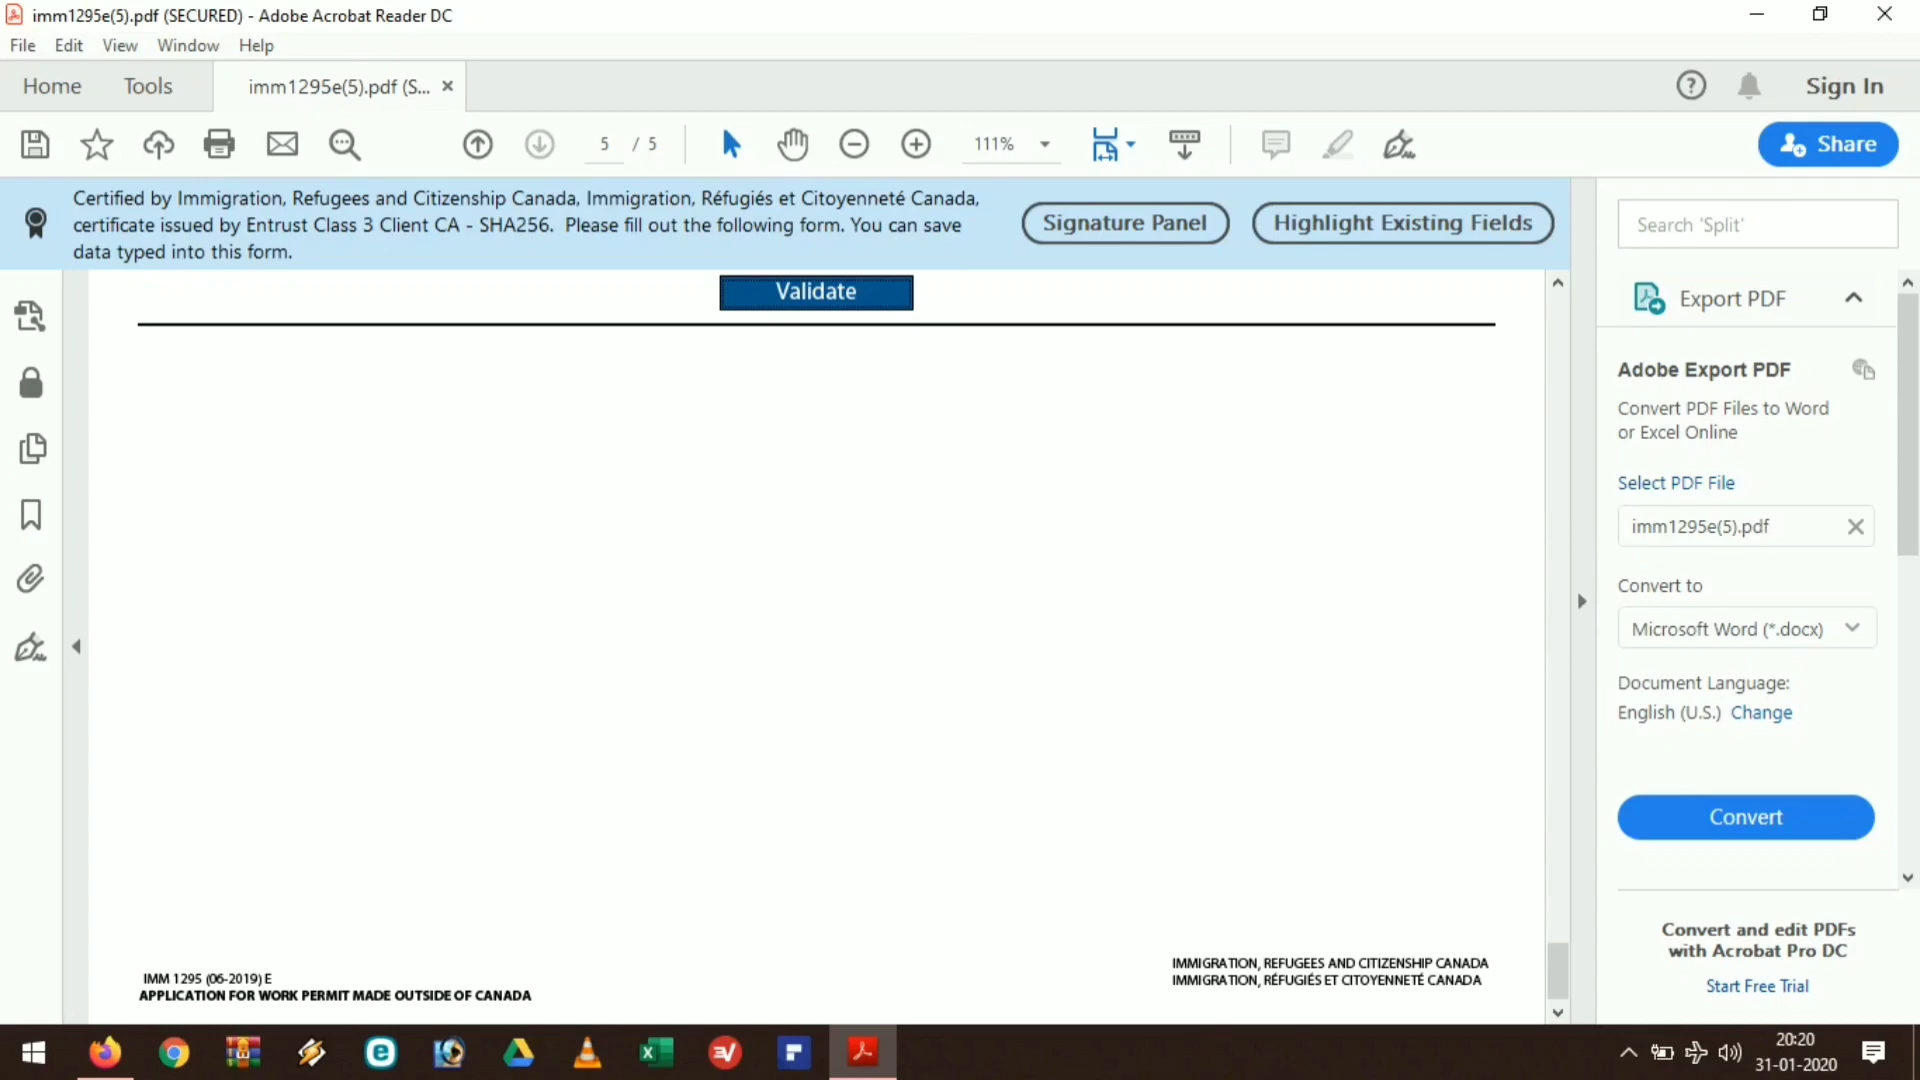 imm1295e(5).pdf (SECURED) - Adobe Acrobat Reader DC
File Edit View Window Help
Home Tools imm1295e(5).pdf (S... × Sign In
5 / 5 111% Share
Certified by Immigration, Refugees and Citizenship Canada, Immigration, Réfugiés et Citoyenneté Canada,
certificate issued by Entrust Class 3 Client CA - SHA256. Please fill out the following form. You can save
data typed into this form.
Signature Panel Highlight Existing Fields
Validate
IMM 1295 (06-2019) E
APPLICATION FOR WORK PERMIT MADE OUTSIDE OF CANADA
IMMIGRATION, REFUGEES AND CITIZENSHIP CANADA
IMMIGRATION, RÉFUGIÉS ET CITOYENNETÉ CANADA
Search 'Split'
Export PDF
Adobe Export PDF
Convert PDF Files to Word
or Excel Online
Select PDF File
imm1295e(5).pdf
Convert to
Microsoft Word (*.docx)
Document Language:
English (U.S.) Change
Convert
Convert and edit PDFs
with Acrobat Pro DC
Start Free Trial
20:20
31-01-2020